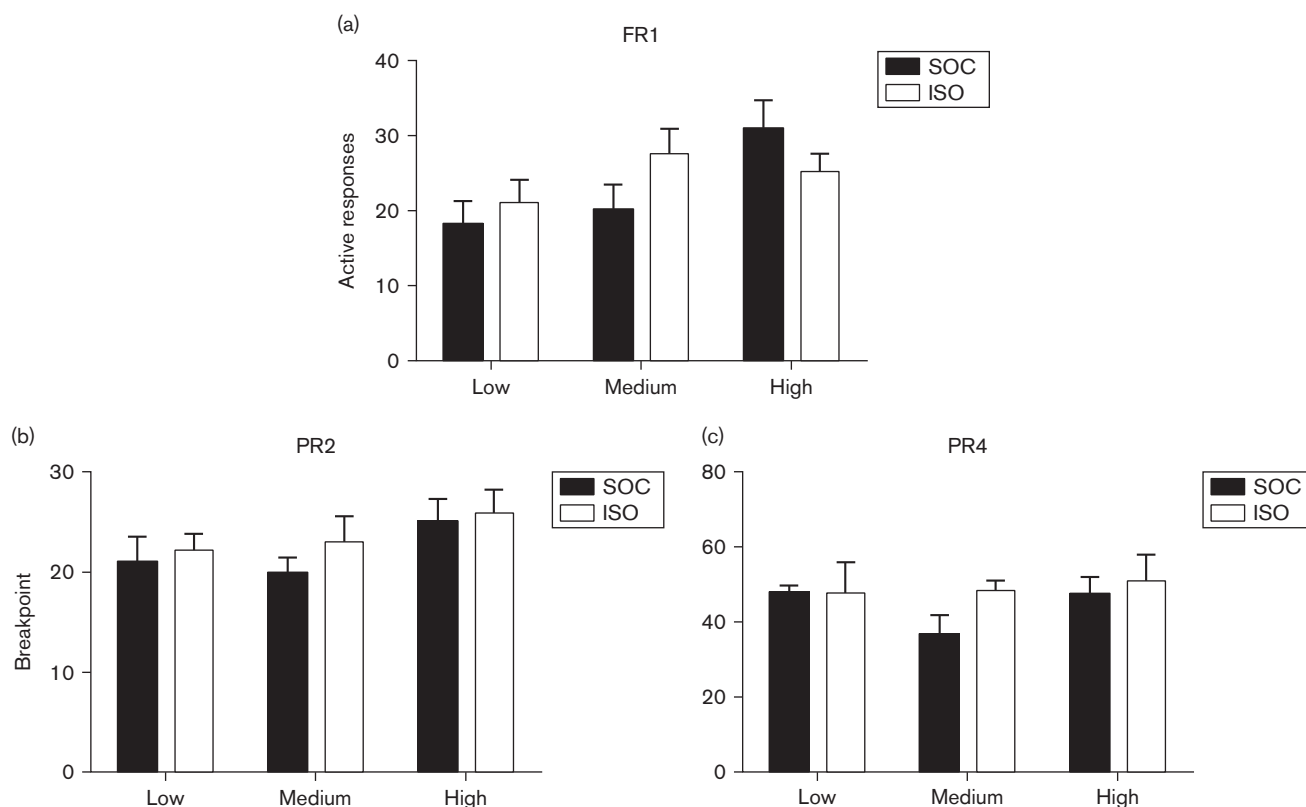 (a)
FR1
SOC
ISO
40
30
20
10
0
Active responses
Low Medium High
(b)
PR2
SOC
ISO
30
20
10
0
Breakpoint
Low Medium High
(c)
PR4
SOC
ISO
80
60
40
20
0
Low Medium High